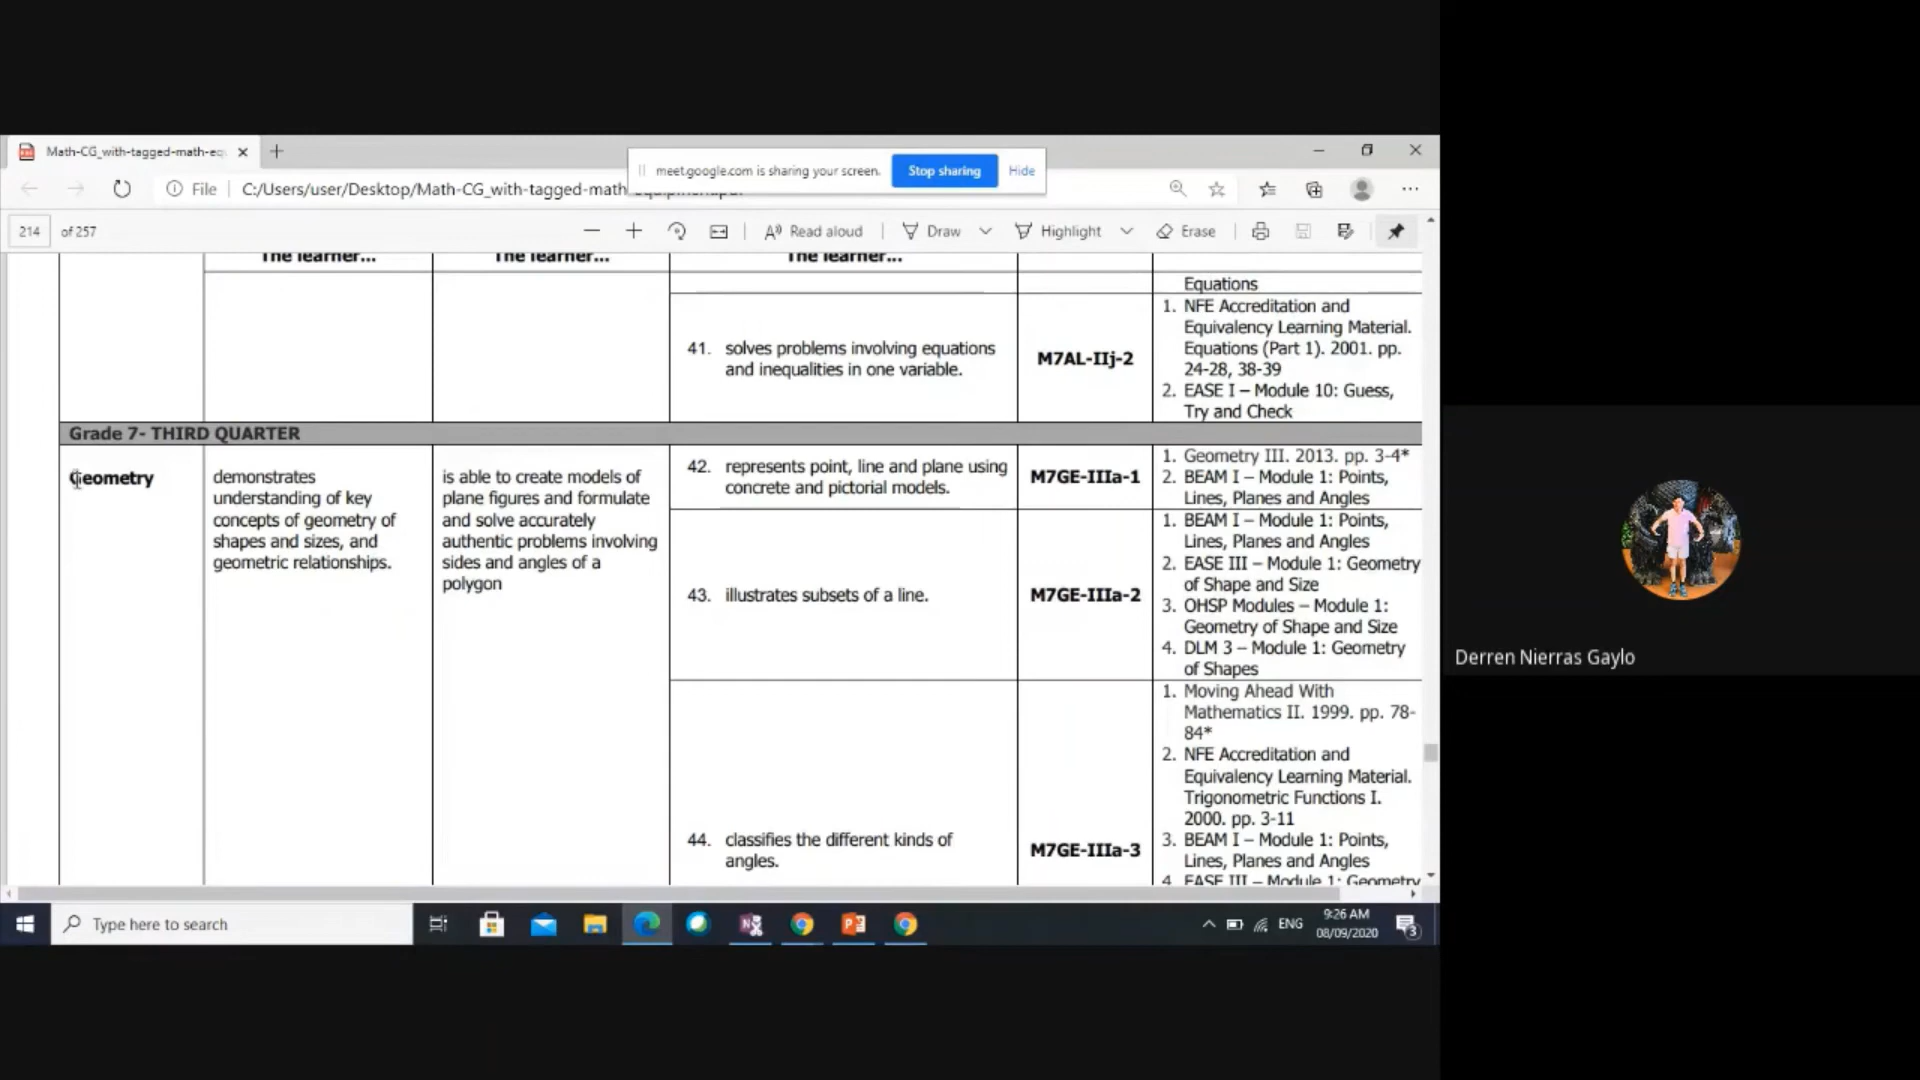 Math-CG_with-tagged-math-eq
meet.google.com is sharing your screen.
Stop sharing
Hide
File
C:/Users/user/Desktop/Math-CG_with-tagged-math-
214
of 257
Read aloud
Draw
Highlight
Erase
The learner...
The learner...
The learner...
Equations
41. solves problems involving equations
and inequalities in one variable.
M7AL-IIj-2
1. NFE Accreditation and
Equivalency Learning Material.
Equations (Part 1). 2001. pp.
24-28, 38-39
2. EASE I – Module 10: Guess,
Try and Check
Grade 7- THIRD QUARTER
Geometry
demonstrates
understanding of key
concepts of geometry of
shapes and sizes, and
geometric relationships.
is able to create models of
plane figures and formulate
and solve accurately
authentic problems involving
sides and angles of a
polygon
42. represents point, line and plane using
concrete and pictorial models.
M7GE-IIIa-1
1. Geometry III. 2013. pp. 3-4*
2. BEAM I – Module 1: Points,
Lines, Planes and Angles
43. illustrates subsets of a line.
M7GE-IIIa-2
1. BEAM I – Module 1: Points,
Lines, Planes and Angles
2. EASE III – Module 1: Geometry
of Shape and Size
3. OHSP Modules – Module 1:
Geometry of Shape and Size
4. DLM 3 – Module 1: Geometry
of Shapes
44. classifies the different kinds of
angles.
M7GE-IIIa-3
1. Moving Ahead With
Mathematics II. 1999. pp. 78-
84*
2. NFE Accreditation and
Equivalency Learning Material.
Trigonometric Functions I.
2000. pp. 3-11
3. BEAM I – Module 1: Points,
Lines, Planes and Angles
4. EASE III – Module 1: Geometry
Type here to search
ENG
9:26 AM
08/09/2020
3
Derren Nierras Gaylo